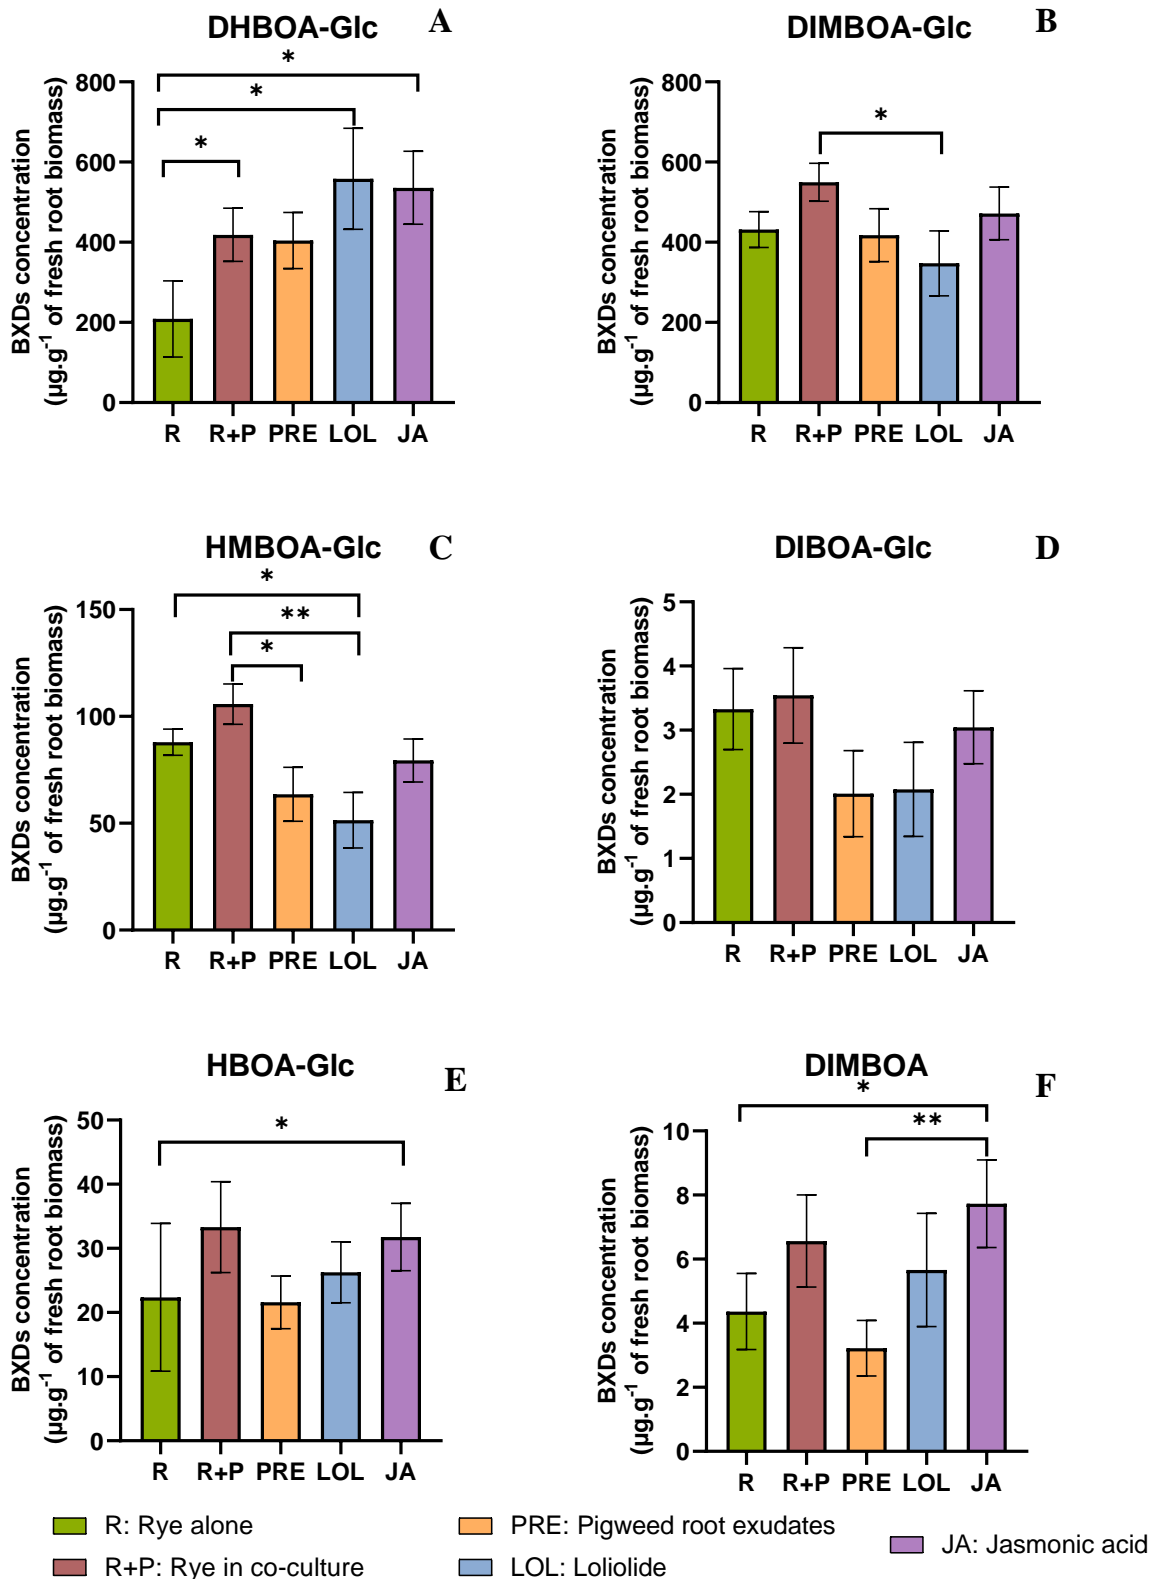 DHBOA-Glc A
BXDs concentration
(µg.g-1 of fresh root biomass)
800
600
400
200
0
* * *
R R+P PRE LOL JA
DIMBOA-Glc B
BXDs concentration
(µg.g-1 of fresh root biomass)
800
600
400
200
0
*
R R+P PRE LOL JA
HMBOA-Glc C
BXDs concentration
(µg.g-1 of fresh root biomass)
150
100
50
0
* ** *
R R+P PRE LOL JA
DIBOA-Glc D
BXDs concentration
(µg.g-1 of fresh root biomass)
5
4
3
2
1
0
R R+P PRE LOL JA
HBOA-Glc E
BXDs concentration
(µg.g-1 of fresh root biomass)
50
40
30
20
10
0
*
R R+P PRE LOL JA
DIMBOA F
BXDs concentration
(µg.g-1 of fresh root biomass)
10
8
6
4
2
0
* **
R R+P PRE LOL JA
R: Rye alone
R+P: Rye in co-culture
PRE: Pigweed root exudates
LOL: Loliolide
JA: Jasmonic acid